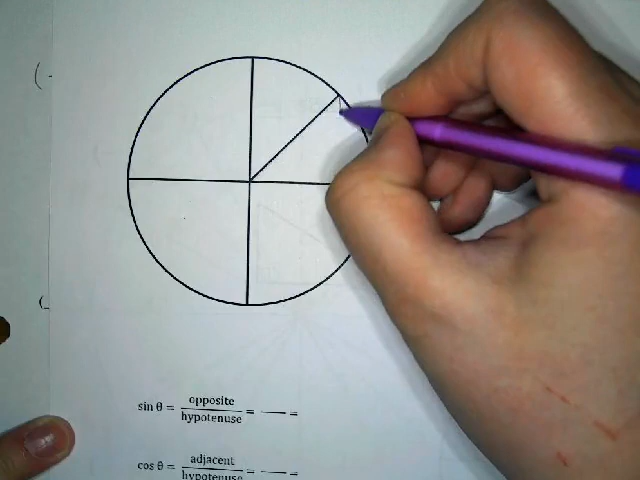 sin θ = opposite / hypotenuse = — =
cos θ = adjacent / hypotenuse = — =